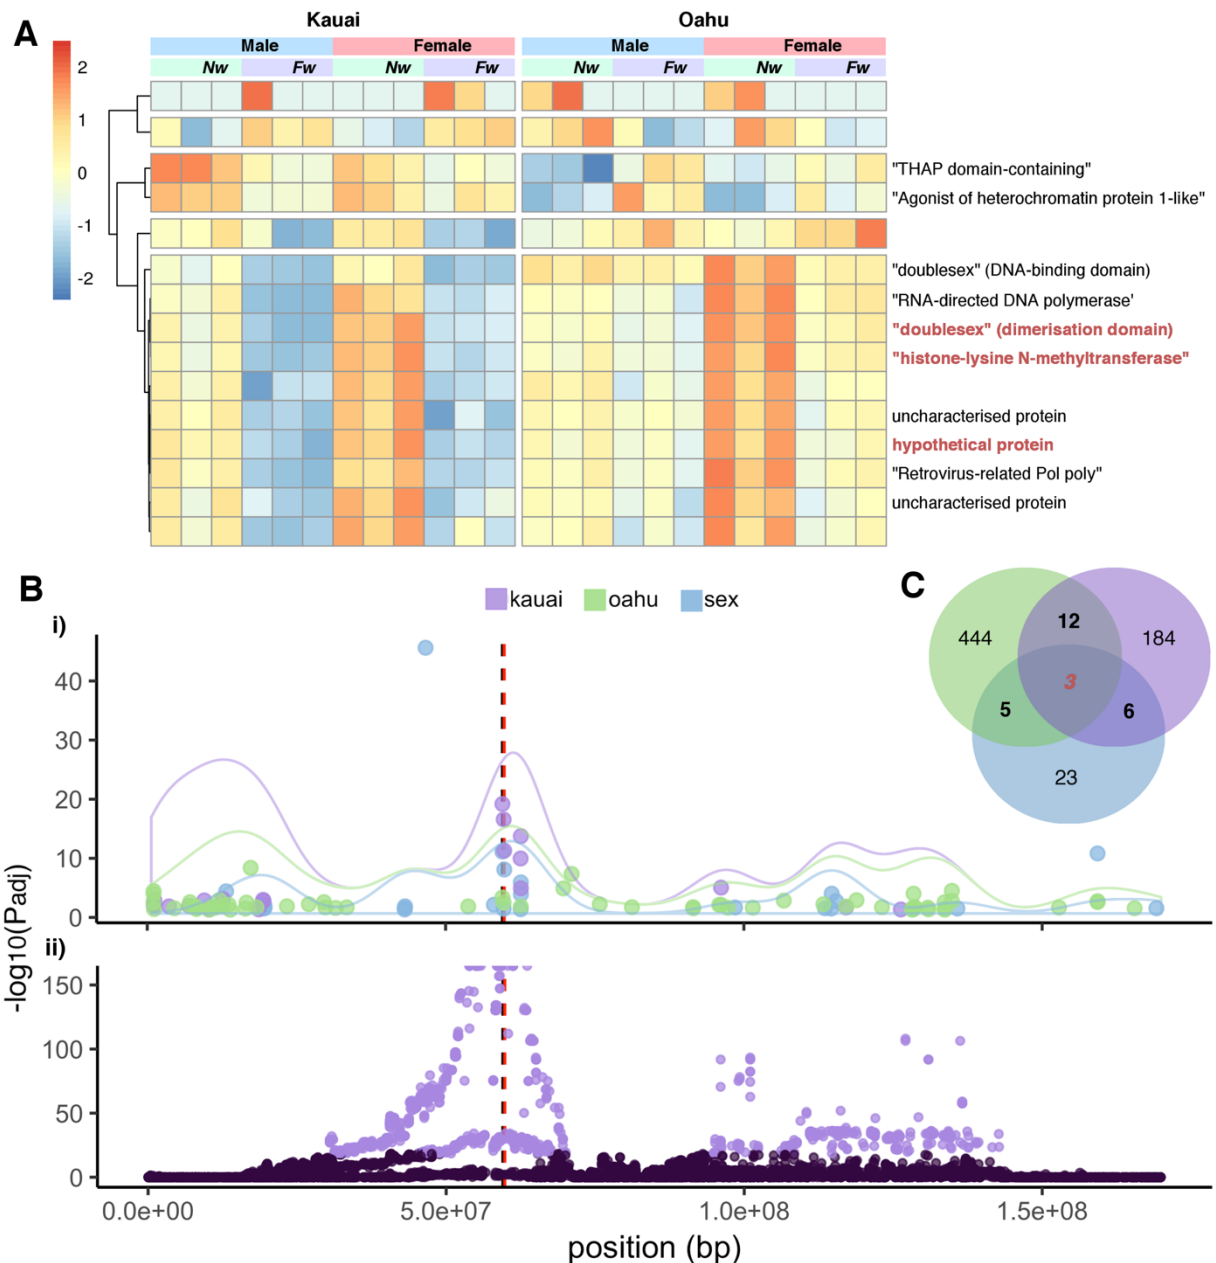 A
Kauai
Oahu
Male
Female
Male
Female
Nw
Fw
Nw
Fw
Nw
Fw
Nw
Fw
2
1
0
-1
-2
"THAP domain-containing"
"Agonist of heterochromatin protein 1-like"
"doublesex" (DNA-binding domain)
"RNA-directed DNA polymerase'
"doublesex" (dimerisation domain)
"histone-lysine N-methyltransferase"
uncharacterised protein
hypothetical protein
"Retrovirus-related Pol poly"
uncharacterised protein
B
kauai
oahu
sex
C
444
12
184
3
5
6
23
i)
40
30
20
10
0
ii)
150
100
50
0
-log10(Padj)
0.0e+00
5.0e+07
1.0e+08
1.5e+08
position (bp)